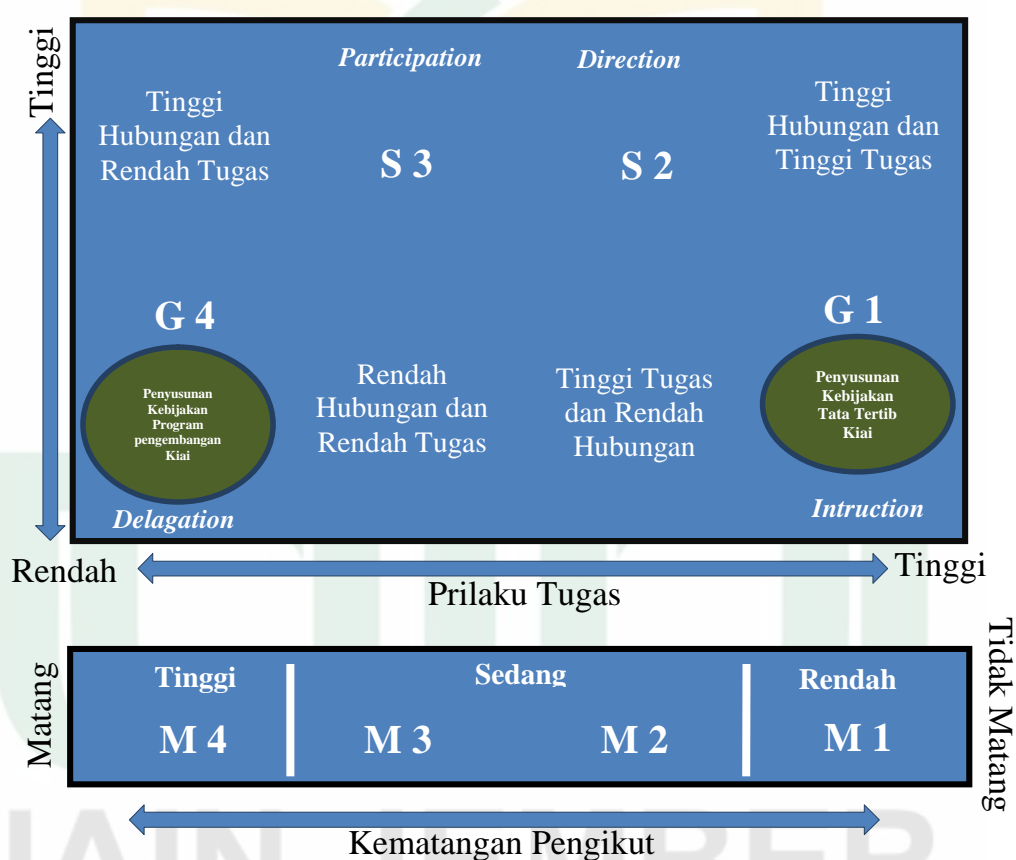 Tinggi
Participation
Direction
Tinggi
Hubungan dan
Rendah Tugas
S 3
S 2
Tinggi
Hubungan dan
Tinggi Tugas
G 4
G 1
Penyusunan
Kebijakan
Program
pengembangan
Kiai
Rendah
Hubungan dan
Rendah Tugas
Tinggi Tugas
dan Rendah
Hubungan
Penyusunan
Kebijakan
Tata Tertib
Kiai
Delagation
Intruction
Rendah
Tinggi
Prilaku Tugas
Matang
Tinggi
Sedang
Rendah
Tidak Matang
M 4
M 3
M 2
M 1
Kematangan Pengikut
IAIN JEMBER